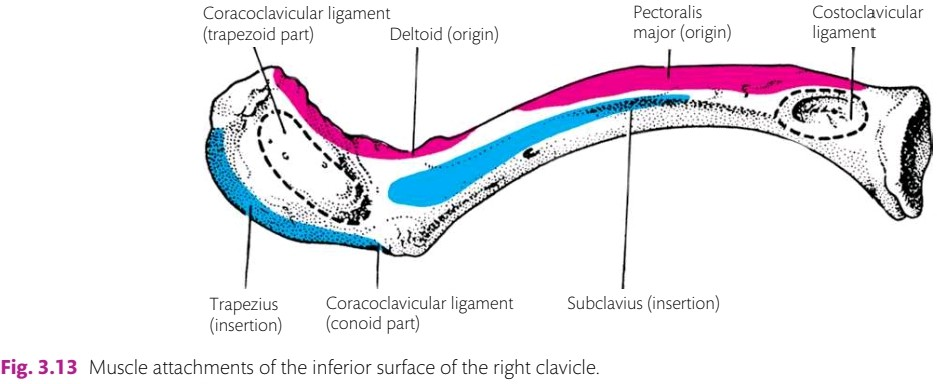 Coracoclavicular ligament
(trapezoid part)
Deltoid (origin)
Pectoralis
major (origin)
Costoclavicular
ligament
Trapezius
(insertion)
Coracoclavicular ligament
(conoid part)
Subclavius (insertion)
Fig. 3.13 Muscle attachments of the inferior surface of the right clavicle.